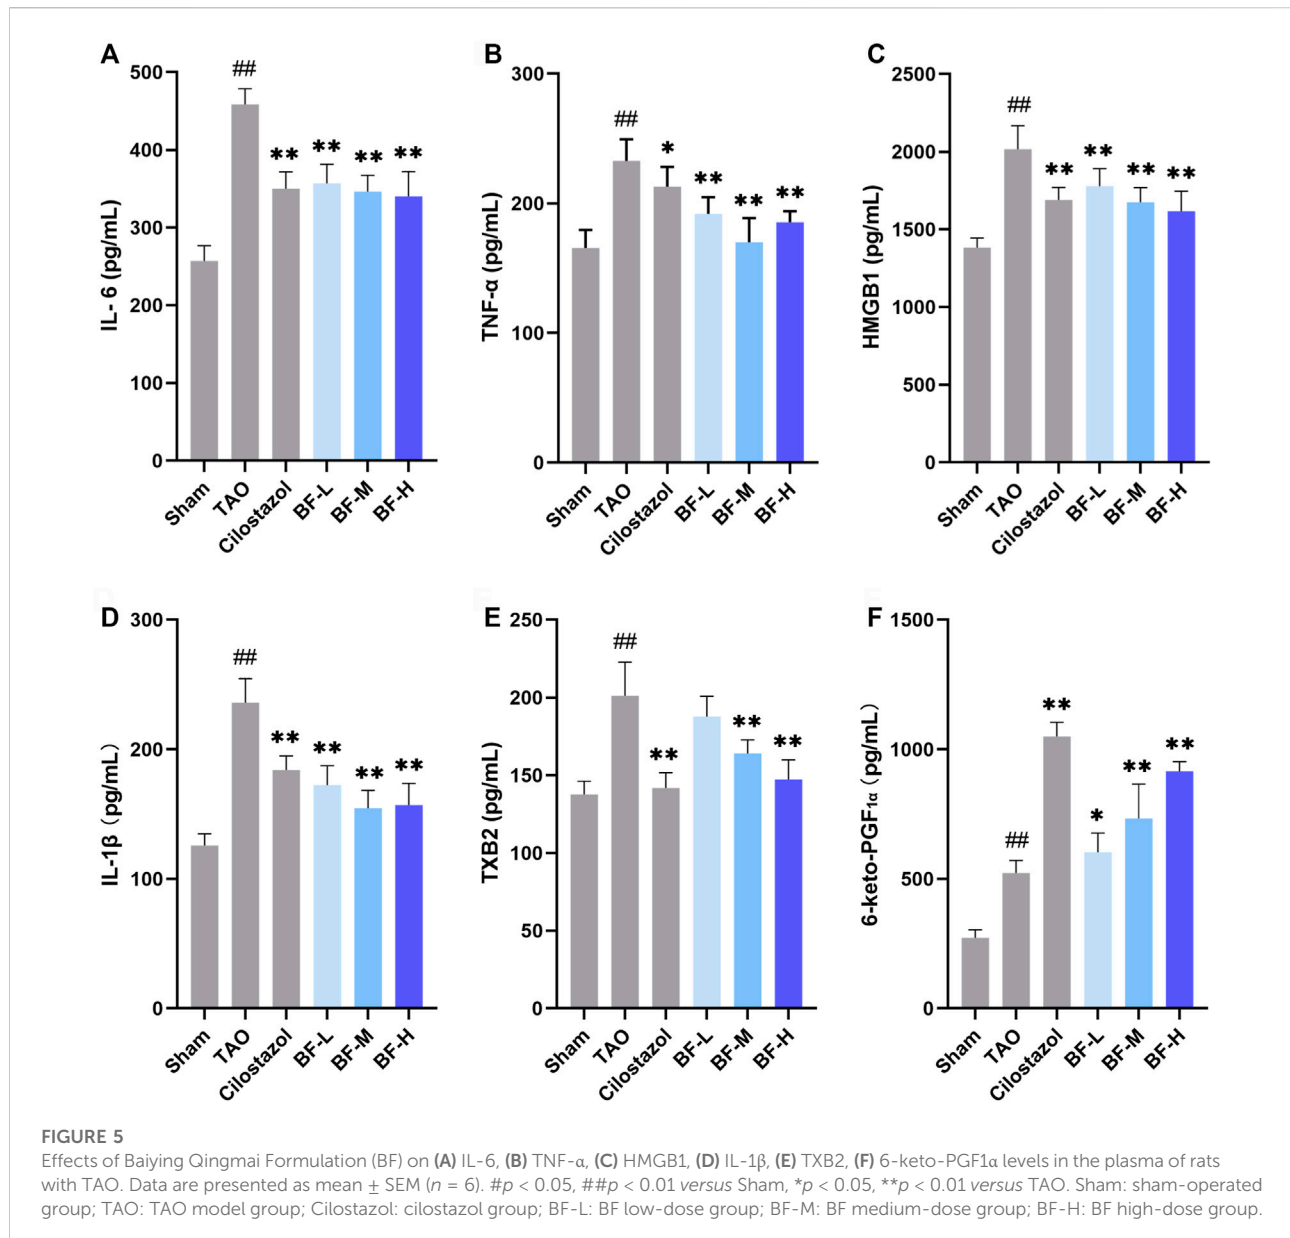 A
IL- 6 (pg/mL)
500
400
300
200
100
0
##
**
**
**
**
Sham
TAO
Cilostazol
BF-L
BF-M
BF-H
B
TNF-α (pg/mL)
300
200
100
0
##
*
**
**
**
Sham
TAO
Cilostazol
BF-L
BF-M
BF-H
C
HMGB1 (pg/mL)
2500
2000
1500
1000
500
0
##
**
**
**
**
Sham
TAO
Cilostazol
BF-L
BF-M
BF-H
D
IL-1β (pg/mL)
300
200
100
0
##
**
**
**
**
Sham
TAO
Cilostazol
BF-L
BF-M
BF-H
E
TXB2 (pg/mL)
250
200
150
100
50
0
##
**
**
**
Sham
TAO
Cilostazol
BF-L
BF-M
BF-H
F
6-keto-PGF1α (pg/mL)
1500
1000
500
0
##
**
*
**
**
Sham
TAO
Cilostazol
BF-L
BF-M
BF-H
FIGURE 5
Effects of Baiying Qingmai Formulation (BF) on (A) IL-6, (B) TNF-α, (C) HMGB1, (D) IL-1β, (E) TXB2, (F) 6-keto-PGF1α levels in the plasma of rats
with TAO. Data are presented as mean ± SEM (n = 6). #p < 0.05, ##p < 0.01 versus Sham, *p < 0.05, **p < 0.01 versus TAO. Sham: sham-operated
group; TAO: TAO model group; Cilostazol: cilostazol group; BF-L: BF low-dose group; BF-M: BF medium-dose group; BF-H: BF high-dose group.